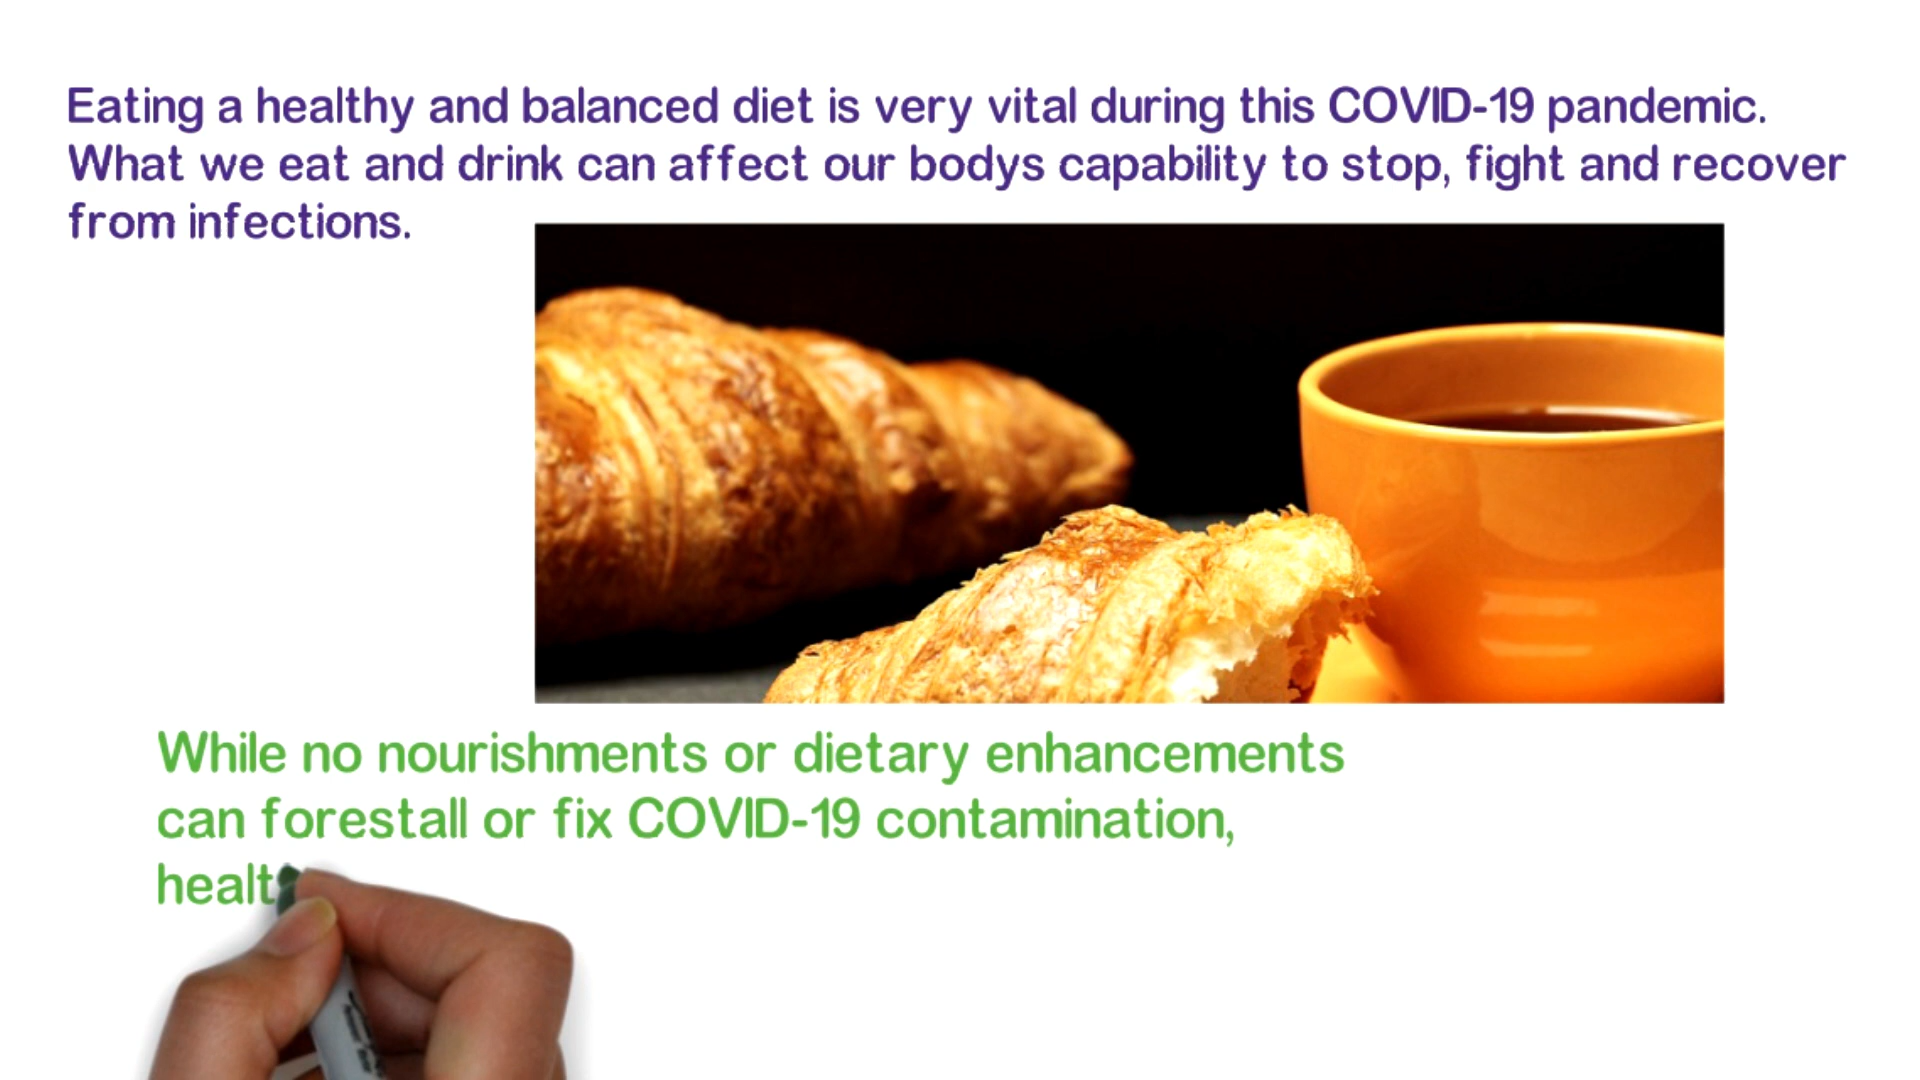 Eating a healthy and balanced diet is very vital during this COVID-19 pandemic.
What we eat and drink can affect our bodys capability to stop, fight and recover
from infections.
While no nourishments or dietary enhancements
can forestall or fix COVID-19 contamination,
healt